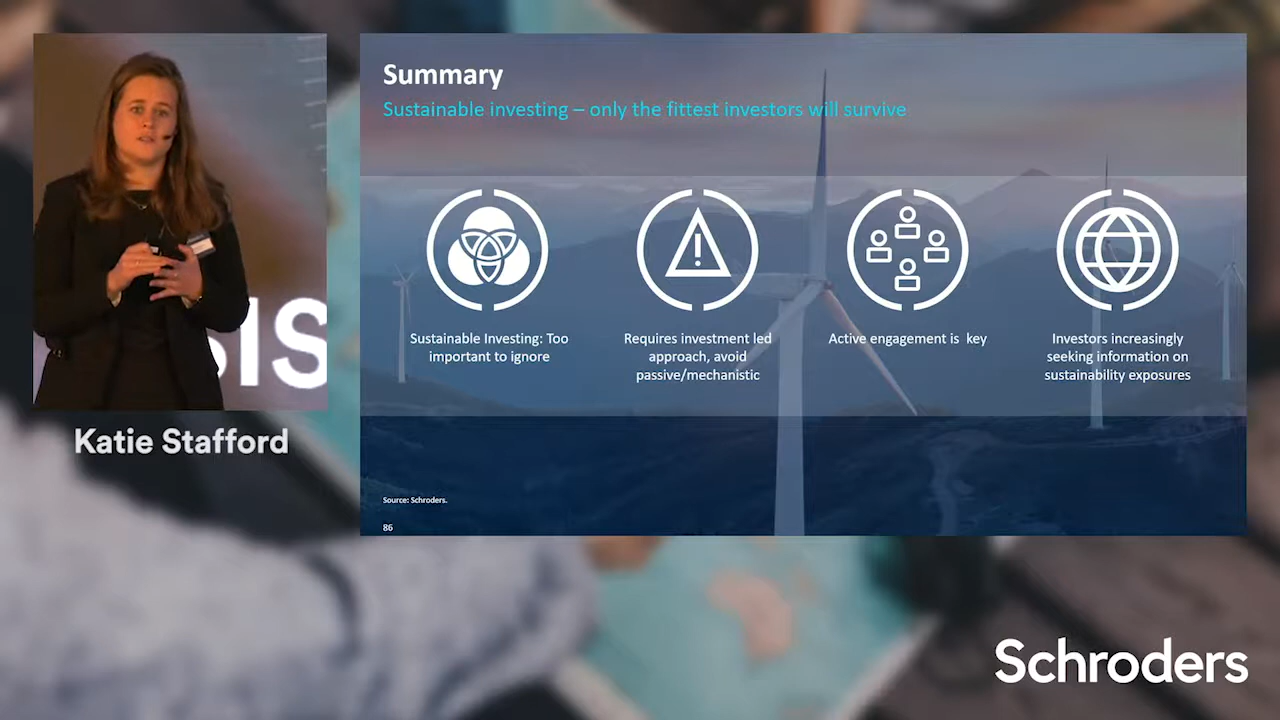 SIS
Katie Stafford
Summary
Sustainable investing – only the fittest investors will survive
Sustainable Investing: Too
important to ignore
Requires investment led
approach, avoid
passive/mechanistic
Active engagement is  key
Investors increasingly
seeking information on
sustainability exposures
Source: Schroders.
86
Schroders